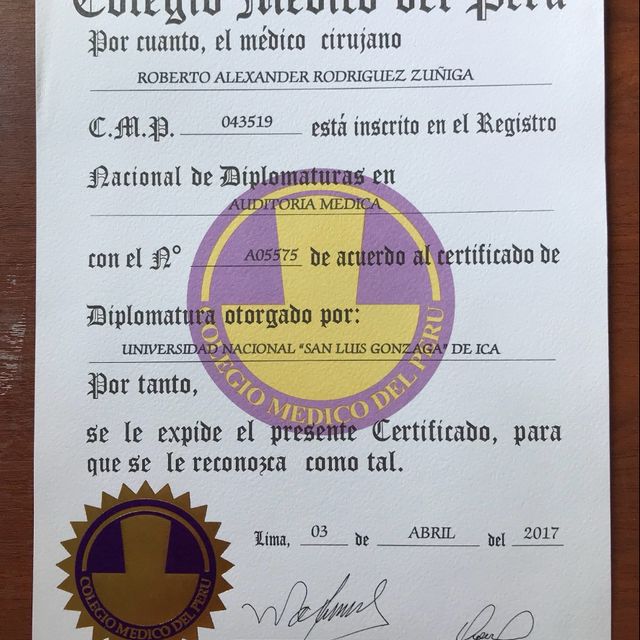 Colegio Médico del Perú
Por cuanto, el médico cirujano
ROBERTO ALEXANDER RODRIGUEZ ZUÑIGA
C.M.P. 043519 está inscrito en el Registro
Nacional de Diplomaturas en
AUDITORIA MEDICA
con el N° A05575 de acuerdo al certificado de
Diplomatura otorgado por:
UNIVERSIDAD NACIONAL "SAN LUIS GONZAGA" DE ICA
COLEGIO MEDICO DEL PERU
Por tanto,
se le expide el presente Certificado, para
que se le reconozca como tal.
Lima, 03 de ABRIL del 2017
COLEGIO MEDICO DEL PERU